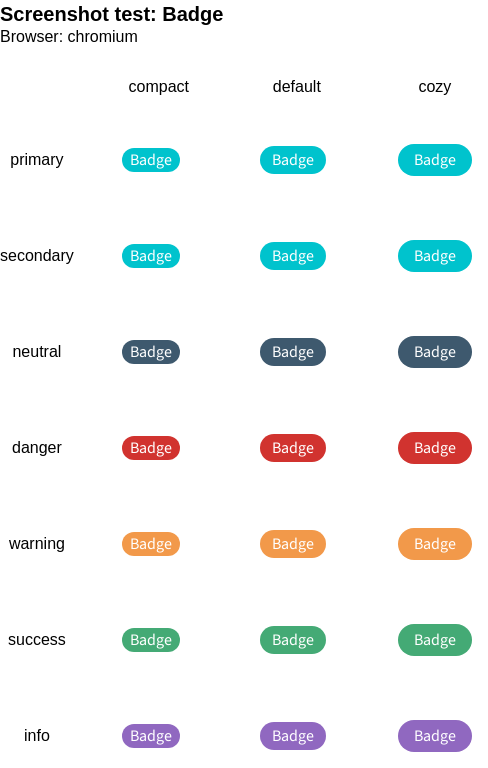 Screenshot test: Badge
Browser: chromium
compact default cozy
primary Badge Badge Badge
secondary Badge Badge Badge
neutral Badge Badge Badge
danger Badge Badge Badge
warning Badge Badge Badge
success Badge Badge Badge
info Badge Badge Badge